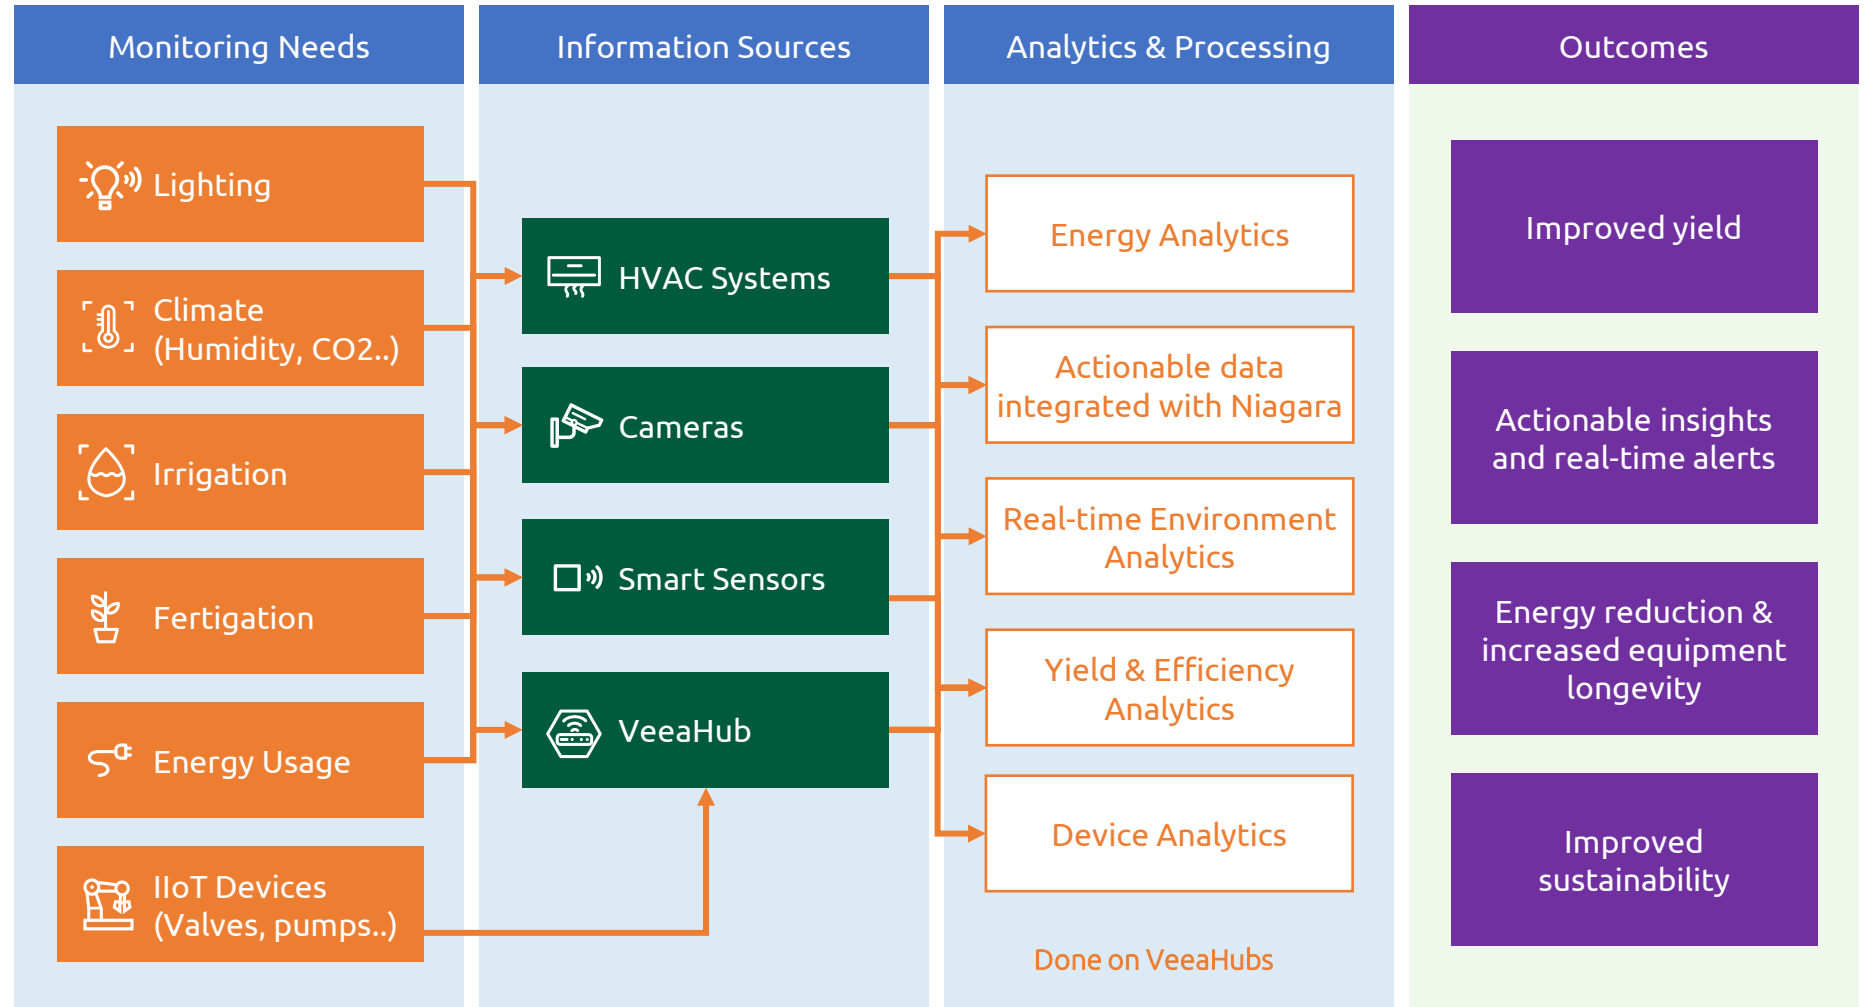 Monitoring Needs
Lighting
Climate
(Humidity, CO2..)
Irrigation
Fertigation
Energy Usage
IIoT Devices
(Valves, pumps..)
Information Sources
HVAC Systems
Cameras
Smart Sensors
VeeaHub
Analytics & Processing
Energy Analytics
Actionable data
integrated with Niagara
Real-time Environment
Analytics
Yield & Efficiency
Analytics
Device Analytics
Done on VeeaHubs
Outcomes
Improved yield
Actionable insights
and real-time alerts
Energy reduction &
increased equipment
longevity
Improved
sustainability